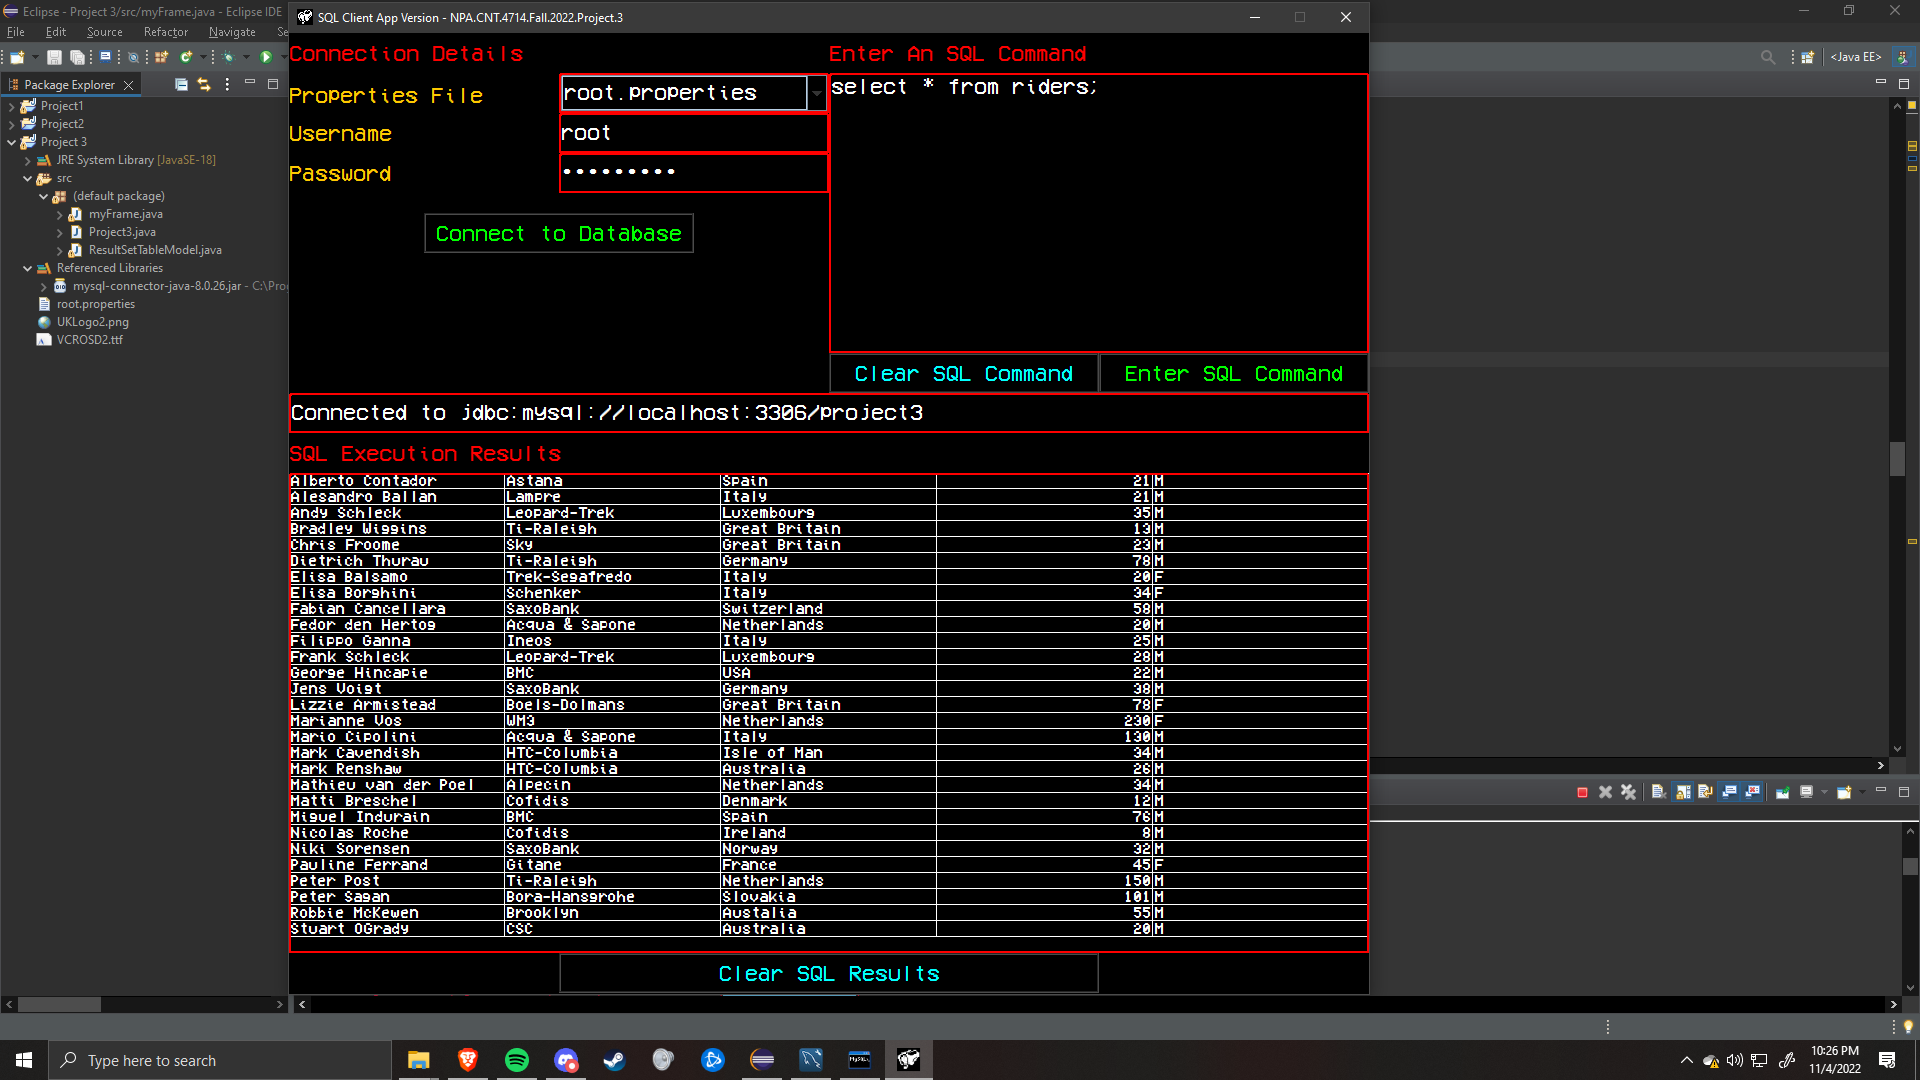 Eclipse - Project 3/src/myFrame.java - Eclipse IDE
File Edit Source Refactor Navigate Se
Package Explorer
Project1
Project2
Project 3
JRE System Library [JavaSE-18]
src
(default package)
myFrame.java
Project3.java
ResultSetTableModel.java
Referenced Libraries
mysql-connector-java-8.0.26.jar - C:\Pro
root.properties
UKLogo2.png
VCROSD2.ttf
SQL Client App Version - NPA.CNT.4714.Fall.2022.Project.3
Connection Details
Properties File root.properties
Username root
Password •••••••••
Connect to Database
Enter An SQL Command
select * from riders;
Clear SQL Command Enter SQL Command
Connected to jdbc:mysql://localhost:3306/project3
SQL Execution Results
Alberto Contador Astana Spain 21 M
Alesandro Ballan Lampre Italy 21 M
Andy Schleck Leopard-Trek Luxembourg 35 M
Bradley Wiggins Ti-Raleigh Great Britain 13 M
Chris Froome Sky Great Britain 23 M
Dietrich Thurau Ti-Raleigh Germany 78 M
Elisa Balsamo Trek-Segafredo Italy 20 F
Elisa Borghini Schenker Italy 34 F
Fabian Cancellara SaxoBank Switzerland 58 M
Fedor den Hertog Acqua & Sapone Netherlands 20 M
Filippo Ganna Ineos Italy 25 M
Frank Schleck Leopard-Trek Luxembourg 28 M
George Hincapie BMC USA 22 M
Jens Voigt SaxoBank Germany 38 M
Lizzie Armistead Boels-Dolmans Great Britain 78 F
Marianne Vos WM3 Netherlands 230 F
Mario Cipolini Acqua & Sapone Italy 130 M
Mark Cavendish HTC-Columbia Isle of Man 34 M
Mark Renshaw HTC-Columbia Australia 26 M
Mathieu van der Poel Alpecin Netherlands 34 M
Matti Breschel Cofidis Denmark 12 M
Miguel Indurain BMC Spain 76 M
Nicolas Roche Cofidis Ireland 8 M
Niki Sorensen SaxoBank Norway 32 M
Pauline Ferrand Gitane France 45 F
Peter Post Ti-Raleigh Netherlands 150 M
Peter Sagan Bora-Hansgrohe Slovakia 101 M
Robbie McKewen Brooklyn Austalia 55 M
Stuart OGrady CSC Australia 20 M
Clear SQL Results
<Java EE>
Type here to search
10:26 PM
11/4/2022